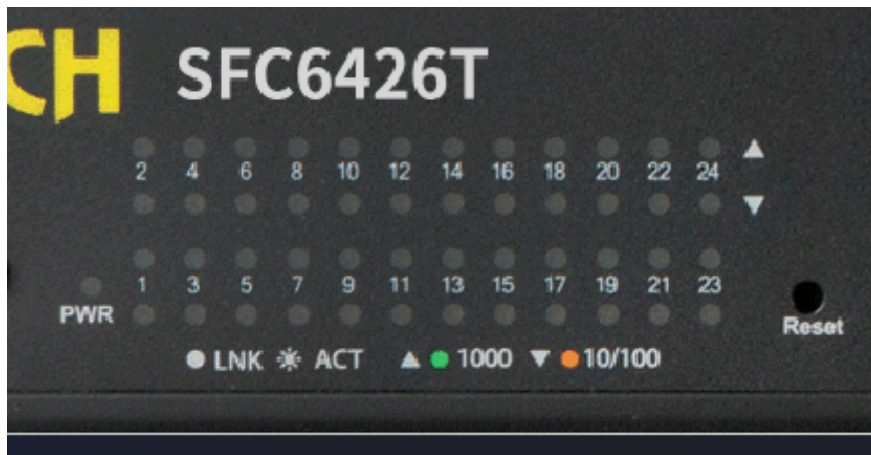 CH SFC6426T
2 4 6 8 10 12 14 16 18 20 22 24
1 3 5 7 9 11 13 15 17 19 21 23
PWR
Reset
LNK ACT 1000 10/100